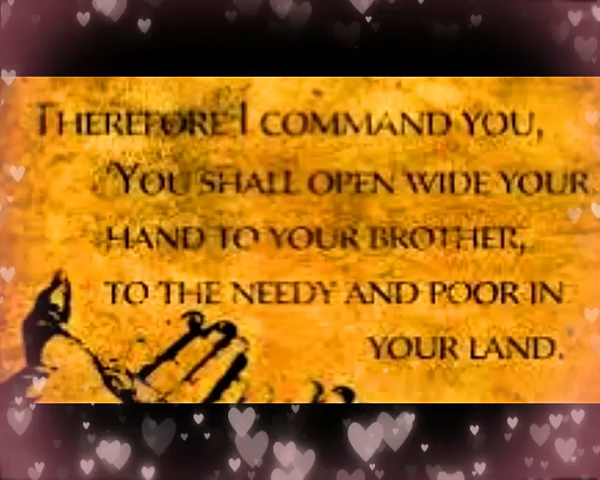 THEREFORE I COMMAND YOU,
'YOU SHALL OPEN WIDE YOUR
HAND TO YOUR BROTHER,
TO THE NEEDY AND POOR IN
YOUR LAND.